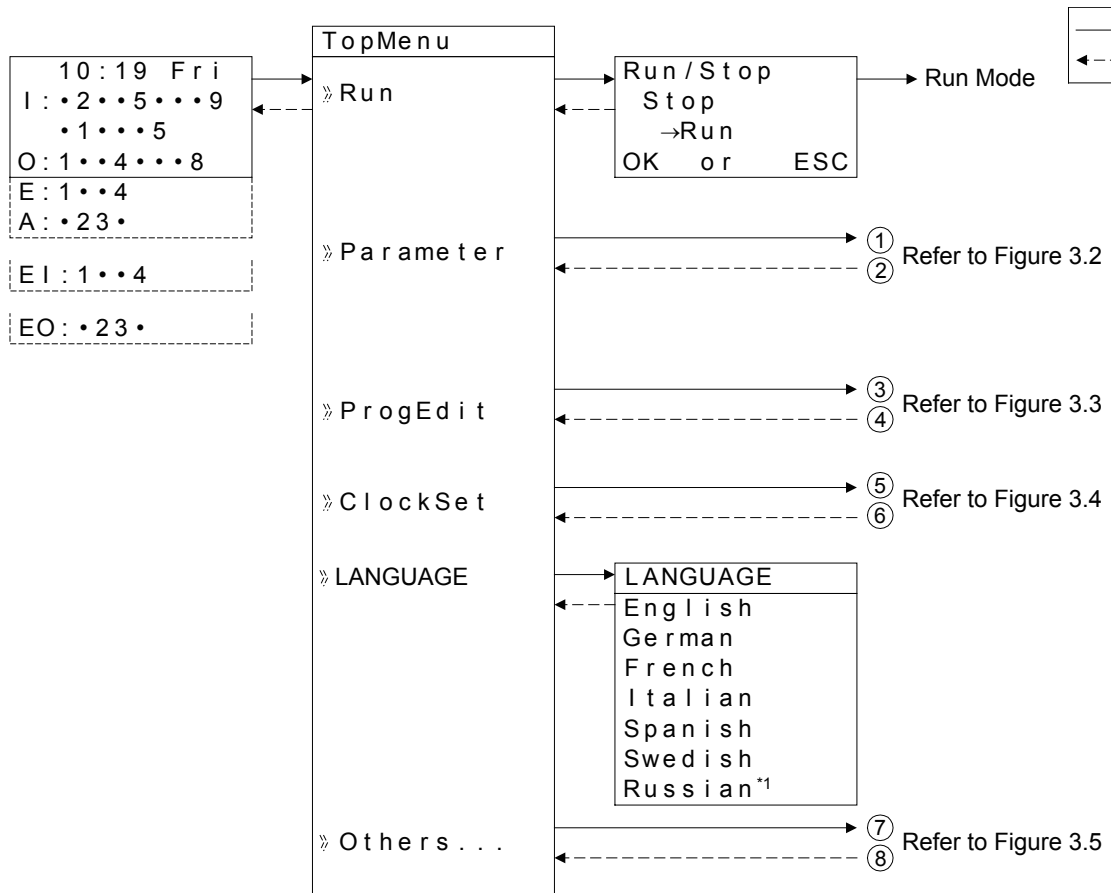 10:19 Fri
I:•2••5•••9
•1•••5
O:1••4•••8
E:1••4
A:•23•
EI:1••4
EO:•23•
TopMenu
» Run
» Parameter
» ProgEdit
» ClockSet
» LANGUAGE
» Others...
Run/Stop
Stop
→Run
OK or ESC
Run Mode
① ② Refer to Figure 3.2
③ ④ Refer to Figure 3.3
⑤ ⑥ Refer to Figure 3.4
LANGUAGE
English
German
French
Italian
Spanish
Swedish
Russian*1
⑦ ⑧ Refer to Figure 3.5